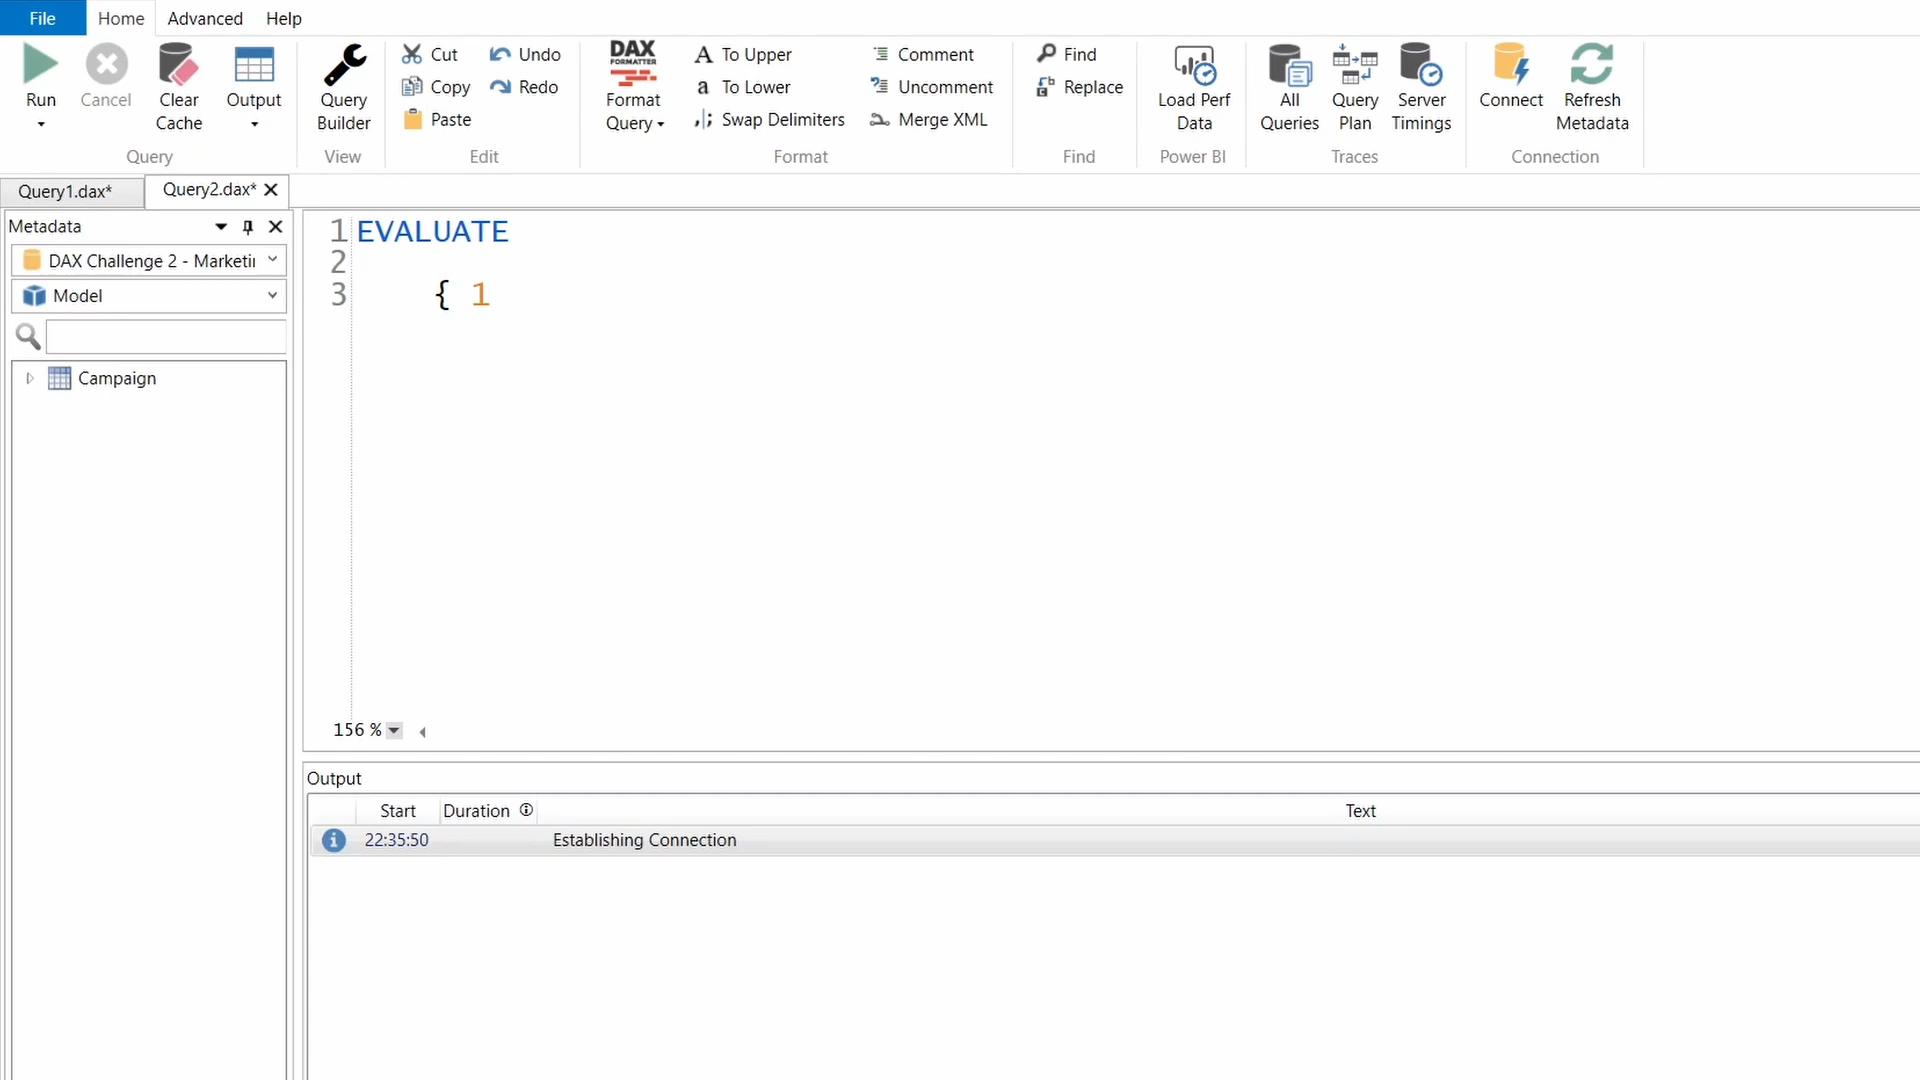 File Home Advanced Help
Run Cancel Clear Cache Output Query
Query Builder View
Cut Undo
Copy Redo
Paste
Edit
DAX FORMATTER Format Query
To Upper Comment
To Lower Uncomment
Swap Delimiters Merge XML
Format
Find
Replace
Find
Load Perf Data Power BI
All Queries Query Plan Server Timings Traces
Connect Refresh Metadata Connection
Query1.dax* Query2.dax*
Metadata
DAX Challenge 2 - Marketin
Model
Campaign
1 EVALUATE
2
3 { 1
156 %
Output
Start Duration Text
22:35:50 Establishing Connection